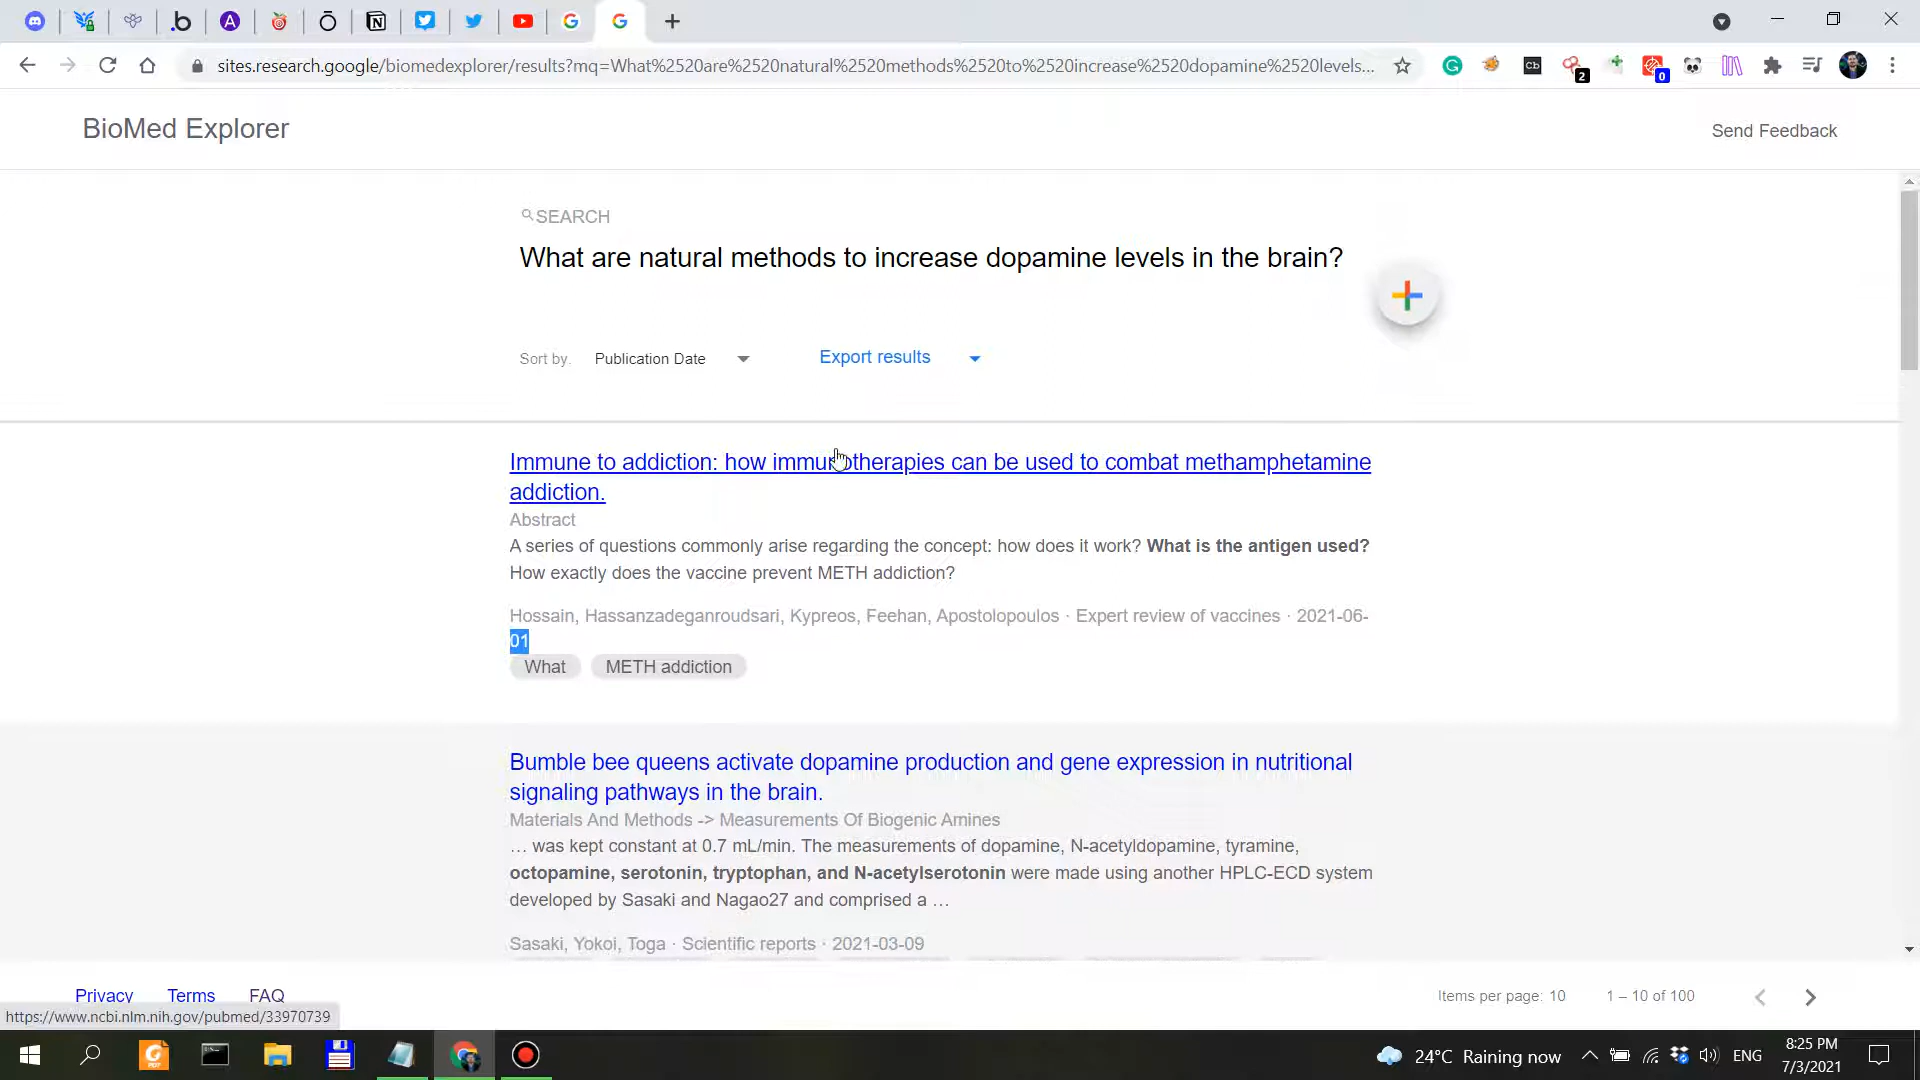 sites.research.google/biomedexplorer/results?mq=What%2520are%2520natural%2520methods%2520to%2520increase%2520dopamine%2520levels...
2
0
BioMed Explorer
Send Feedback
SEARCH
What are natural methods to increase dopamine levels in the brain?
Sort by.
Publication Date
Export results
Immune to addiction: how immunotherapies can be used to combat methamphetamine
addiction.
Abstract
A series of questions commonly arise regarding the concept: how does it work? What is the antigen used?
How exactly does the vaccine prevent METH addiction?
Hossain, Hassanzadeganroudsari, Kypreos, Feehan, Apostolopoulos · Expert review of vaccines · 2021-06-
01
What
METH addiction
Bumble bee queens activate dopamine production and gene expression in nutritional
signaling pathways in the brain.
Materials And Methods -> Measurements Of Biogenic Amines
… was kept constant at 0.7 mL/min. The measurements of dopamine, N-acetyldopamine, tyramine,
octopamine, serotonin, tryptophan, and N-acetylserotonin were made using another HPLC-ECD system
developed by Sasaki and Nagao27 and comprised a …
Sasaki, Yokoi, Toga · Scientific reports · 2021-03-09
Privacy
Terms
FAQ
Items per page: 10
1 – 10 of 100
https://www.ncbi.nlm.nih.gov/pubmed/33970739
24°C Raining now
ENG
8:25 PM
7/3/2021